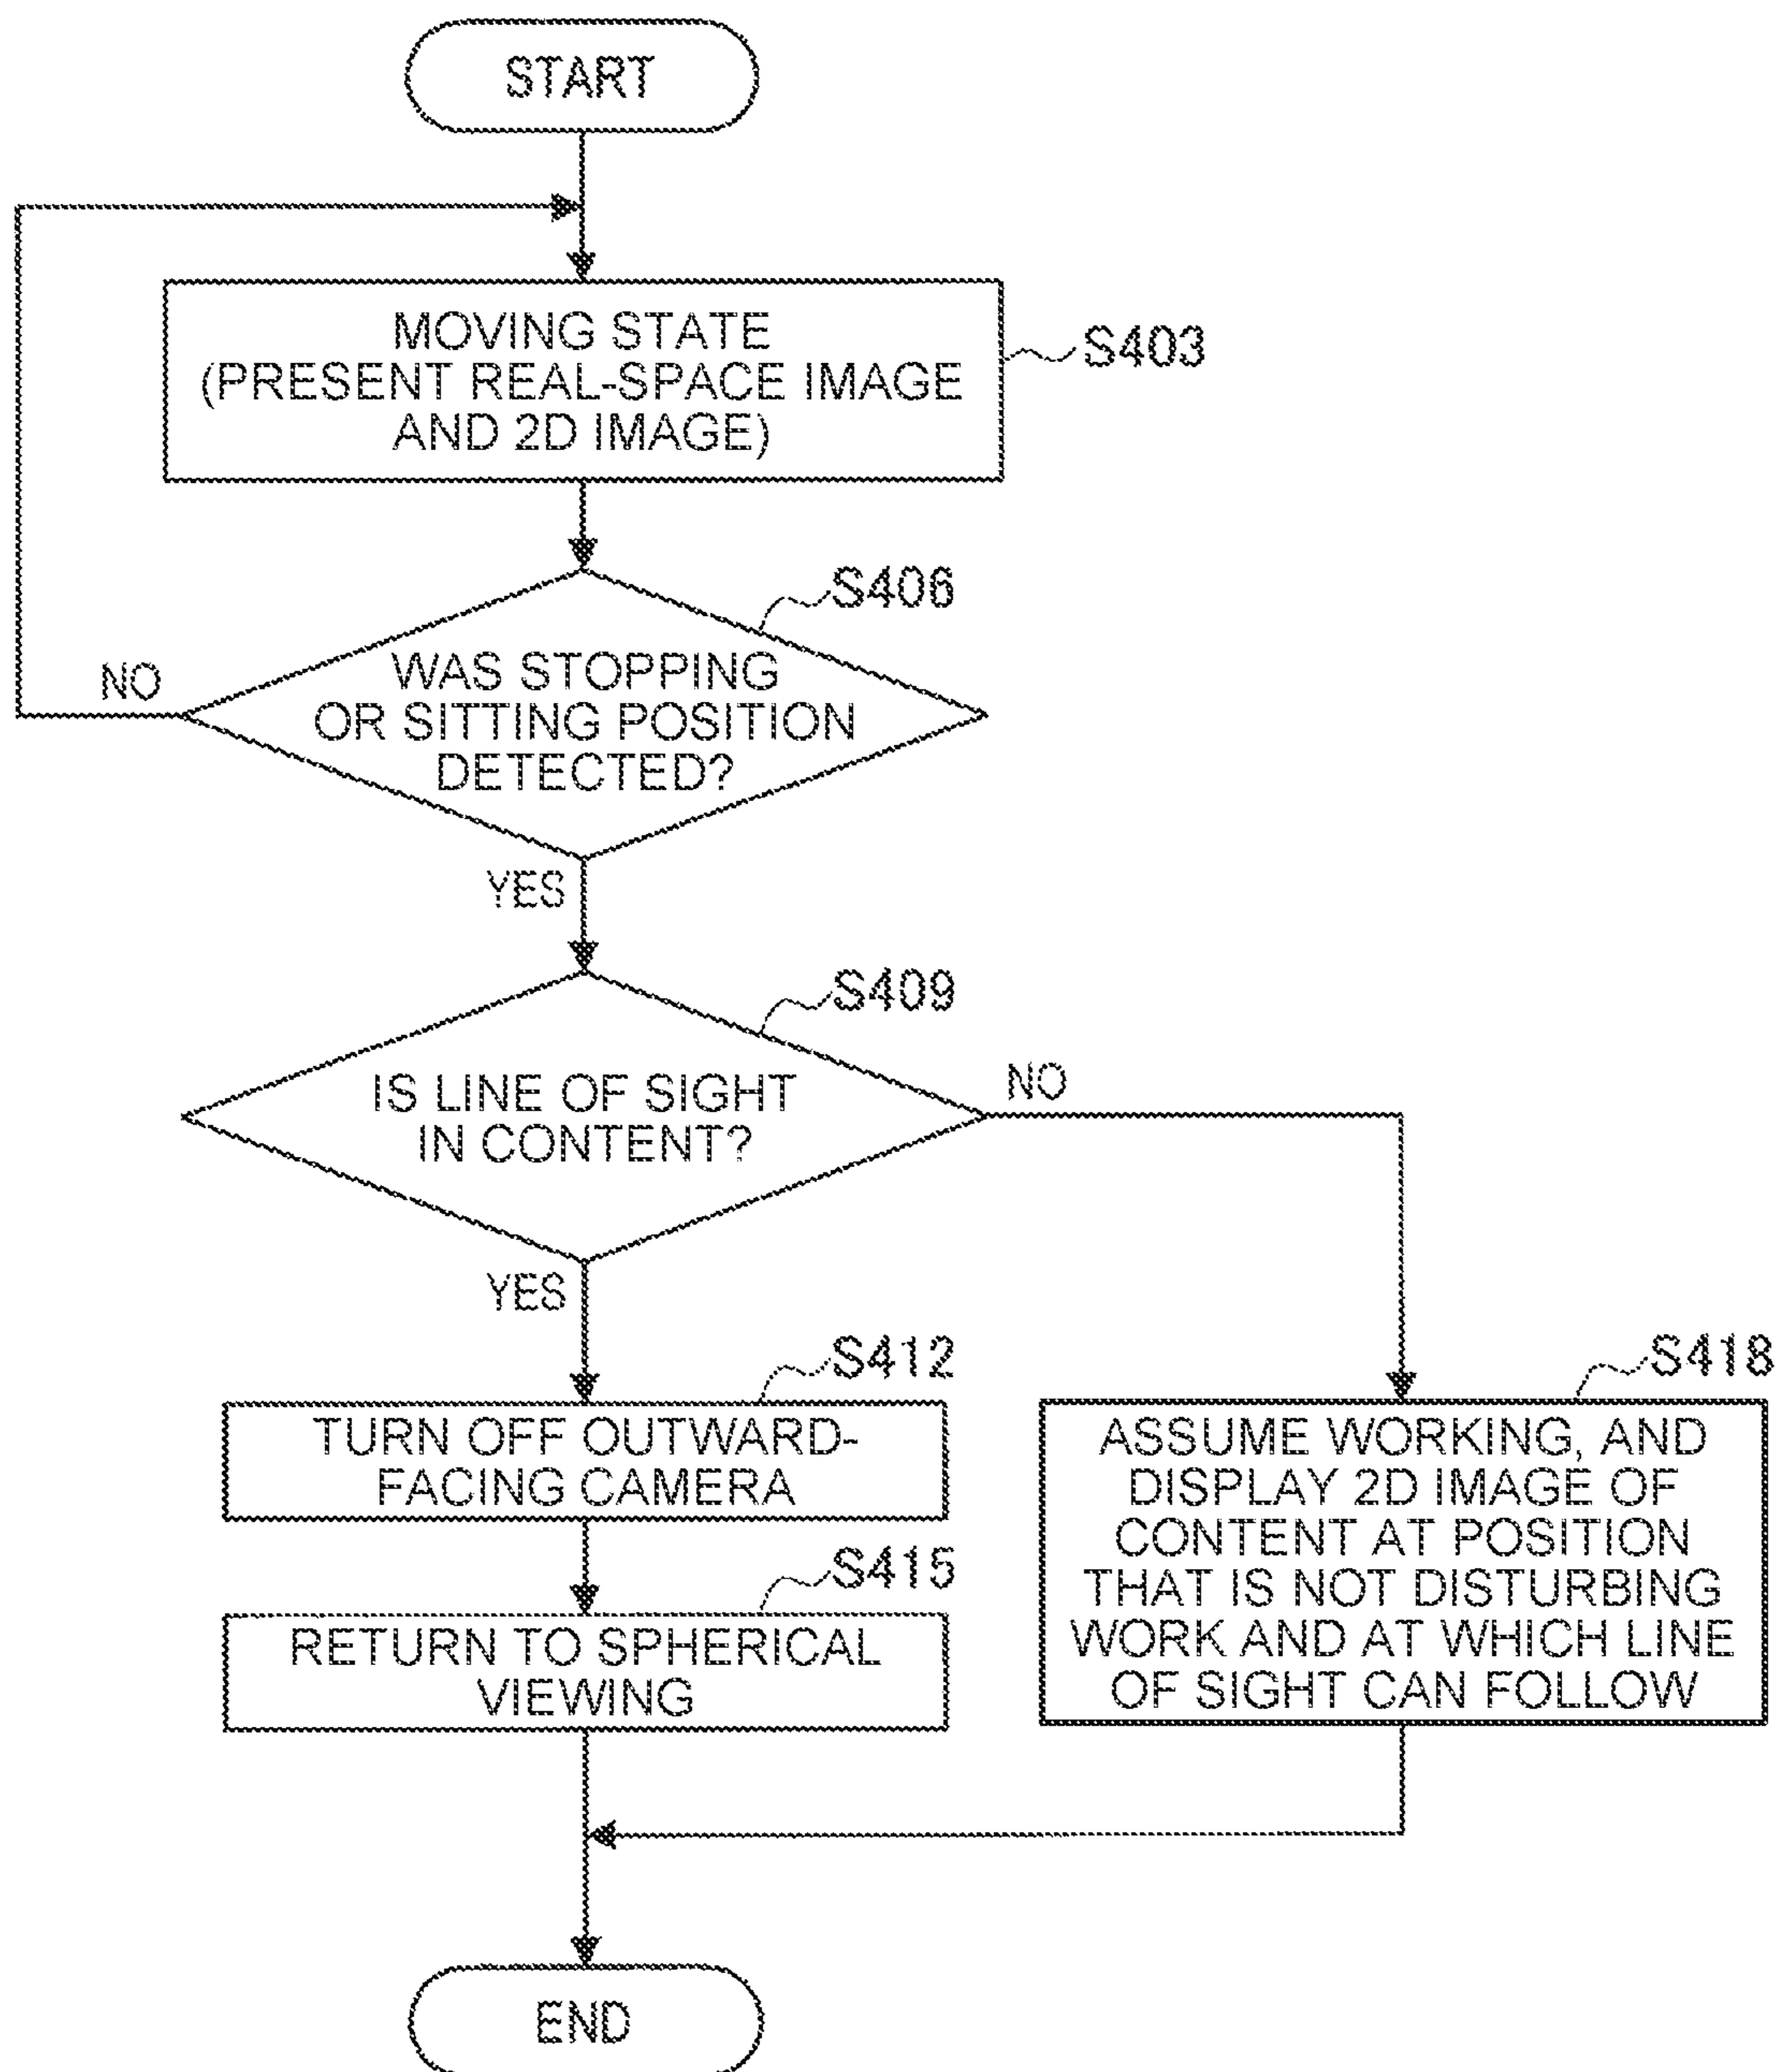 START
MOVING STATE
(PRESENT REAL-SPACE IMAGE
AND 2D IMAGE)
S403
S406
WAS STOPPING
OR SITTING POSITION
DETECTED?
NO
YES
S409
IS LINE OF SIGHT
IN CONTENT?
NO
YES
S412
TURN OFF OUTWARD-
FACING CAMERA
S415
RETURN TO SPHERICAL
VIEWING
S418
ASSUME WORKING, AND
DISPLAY 2D IMAGE OF
CONTENT AT POSITION
THAT IS NOT DISTURBING
WORK AND AT WHICH LINE
OF SIGHT CAN FOLLOW
END